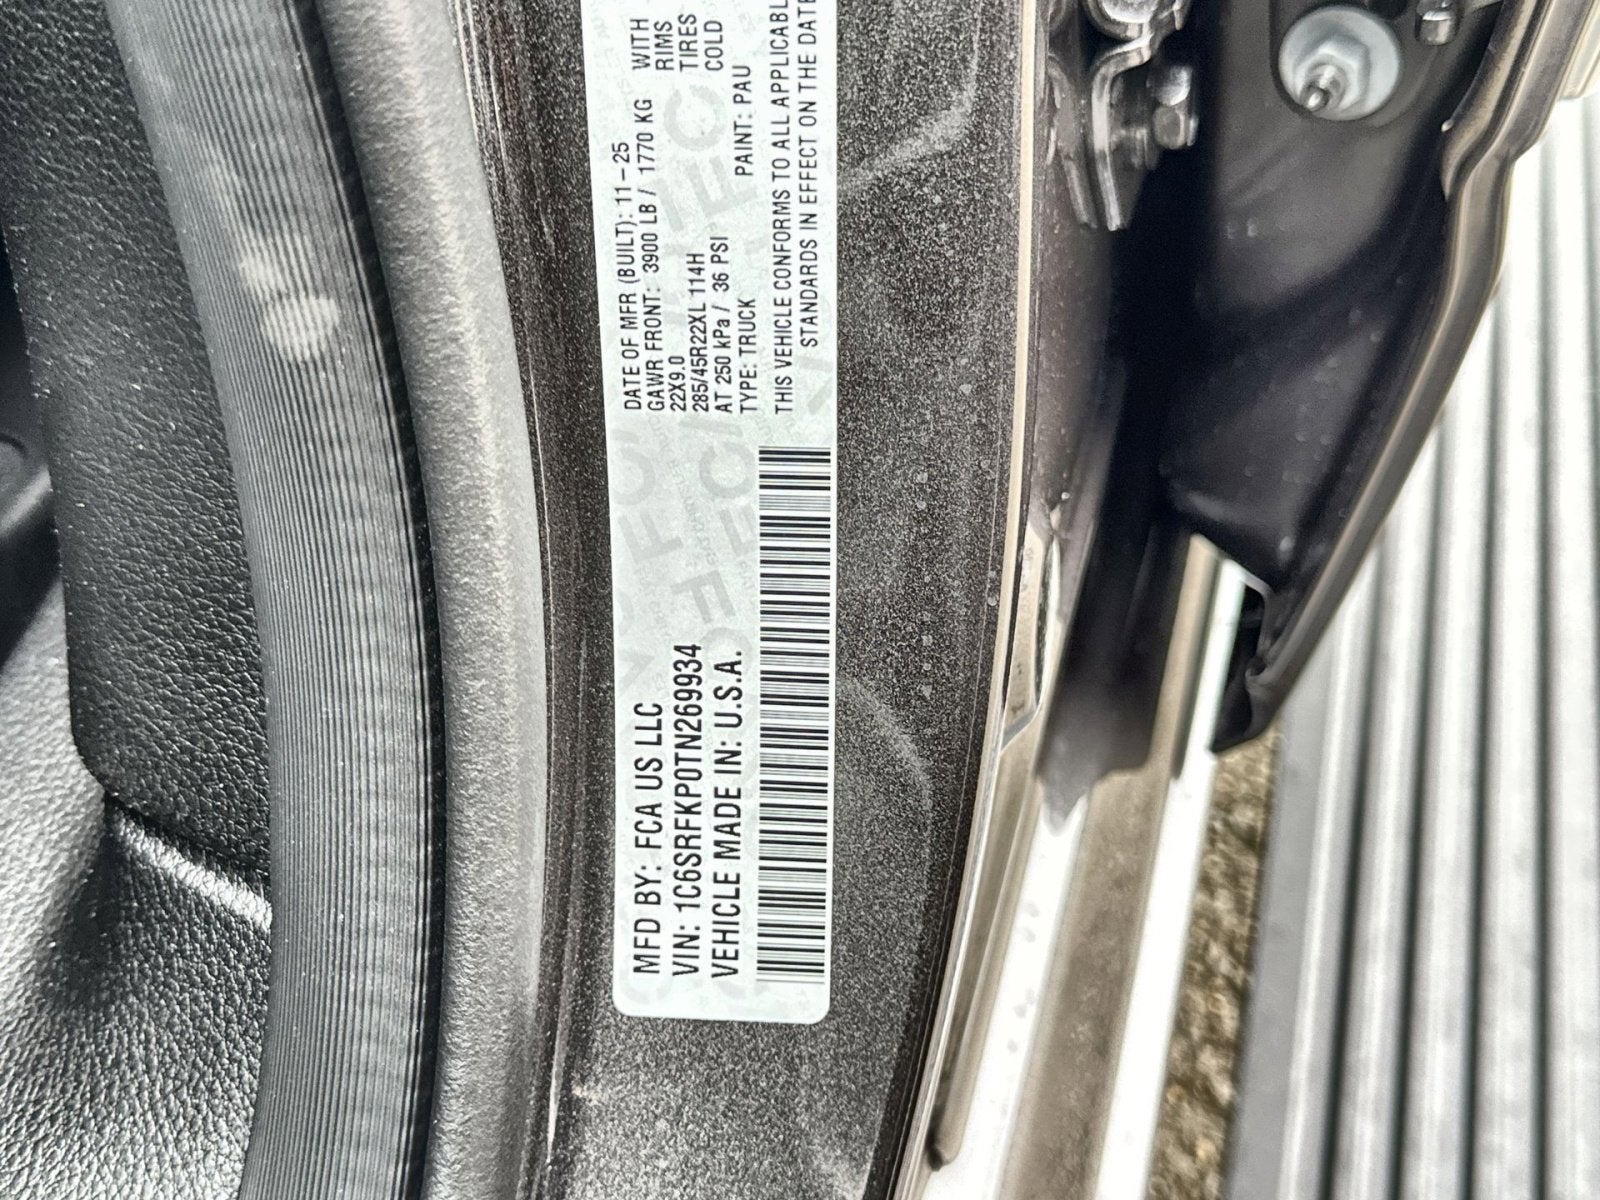 MFD BY: FCA US LLC
VIN: 1C6SRFKP0TN269934
VEHICLE MADE IN: U.S.A.
DATE OF MFR (BUILT): 11-25
GAWR FRONT: 3900 LB / 1770 KG WITH
22X9.0 RIMS
285/45R22XL 114H TIRES
AT 250 kPa / 36 PSI COLD
TYPE: TRUCK PAINT: PAU
THIS VEHICLE CONFORMS TO ALL APPLICABLE
STANDARDS IN EFFECT ON THE DATE